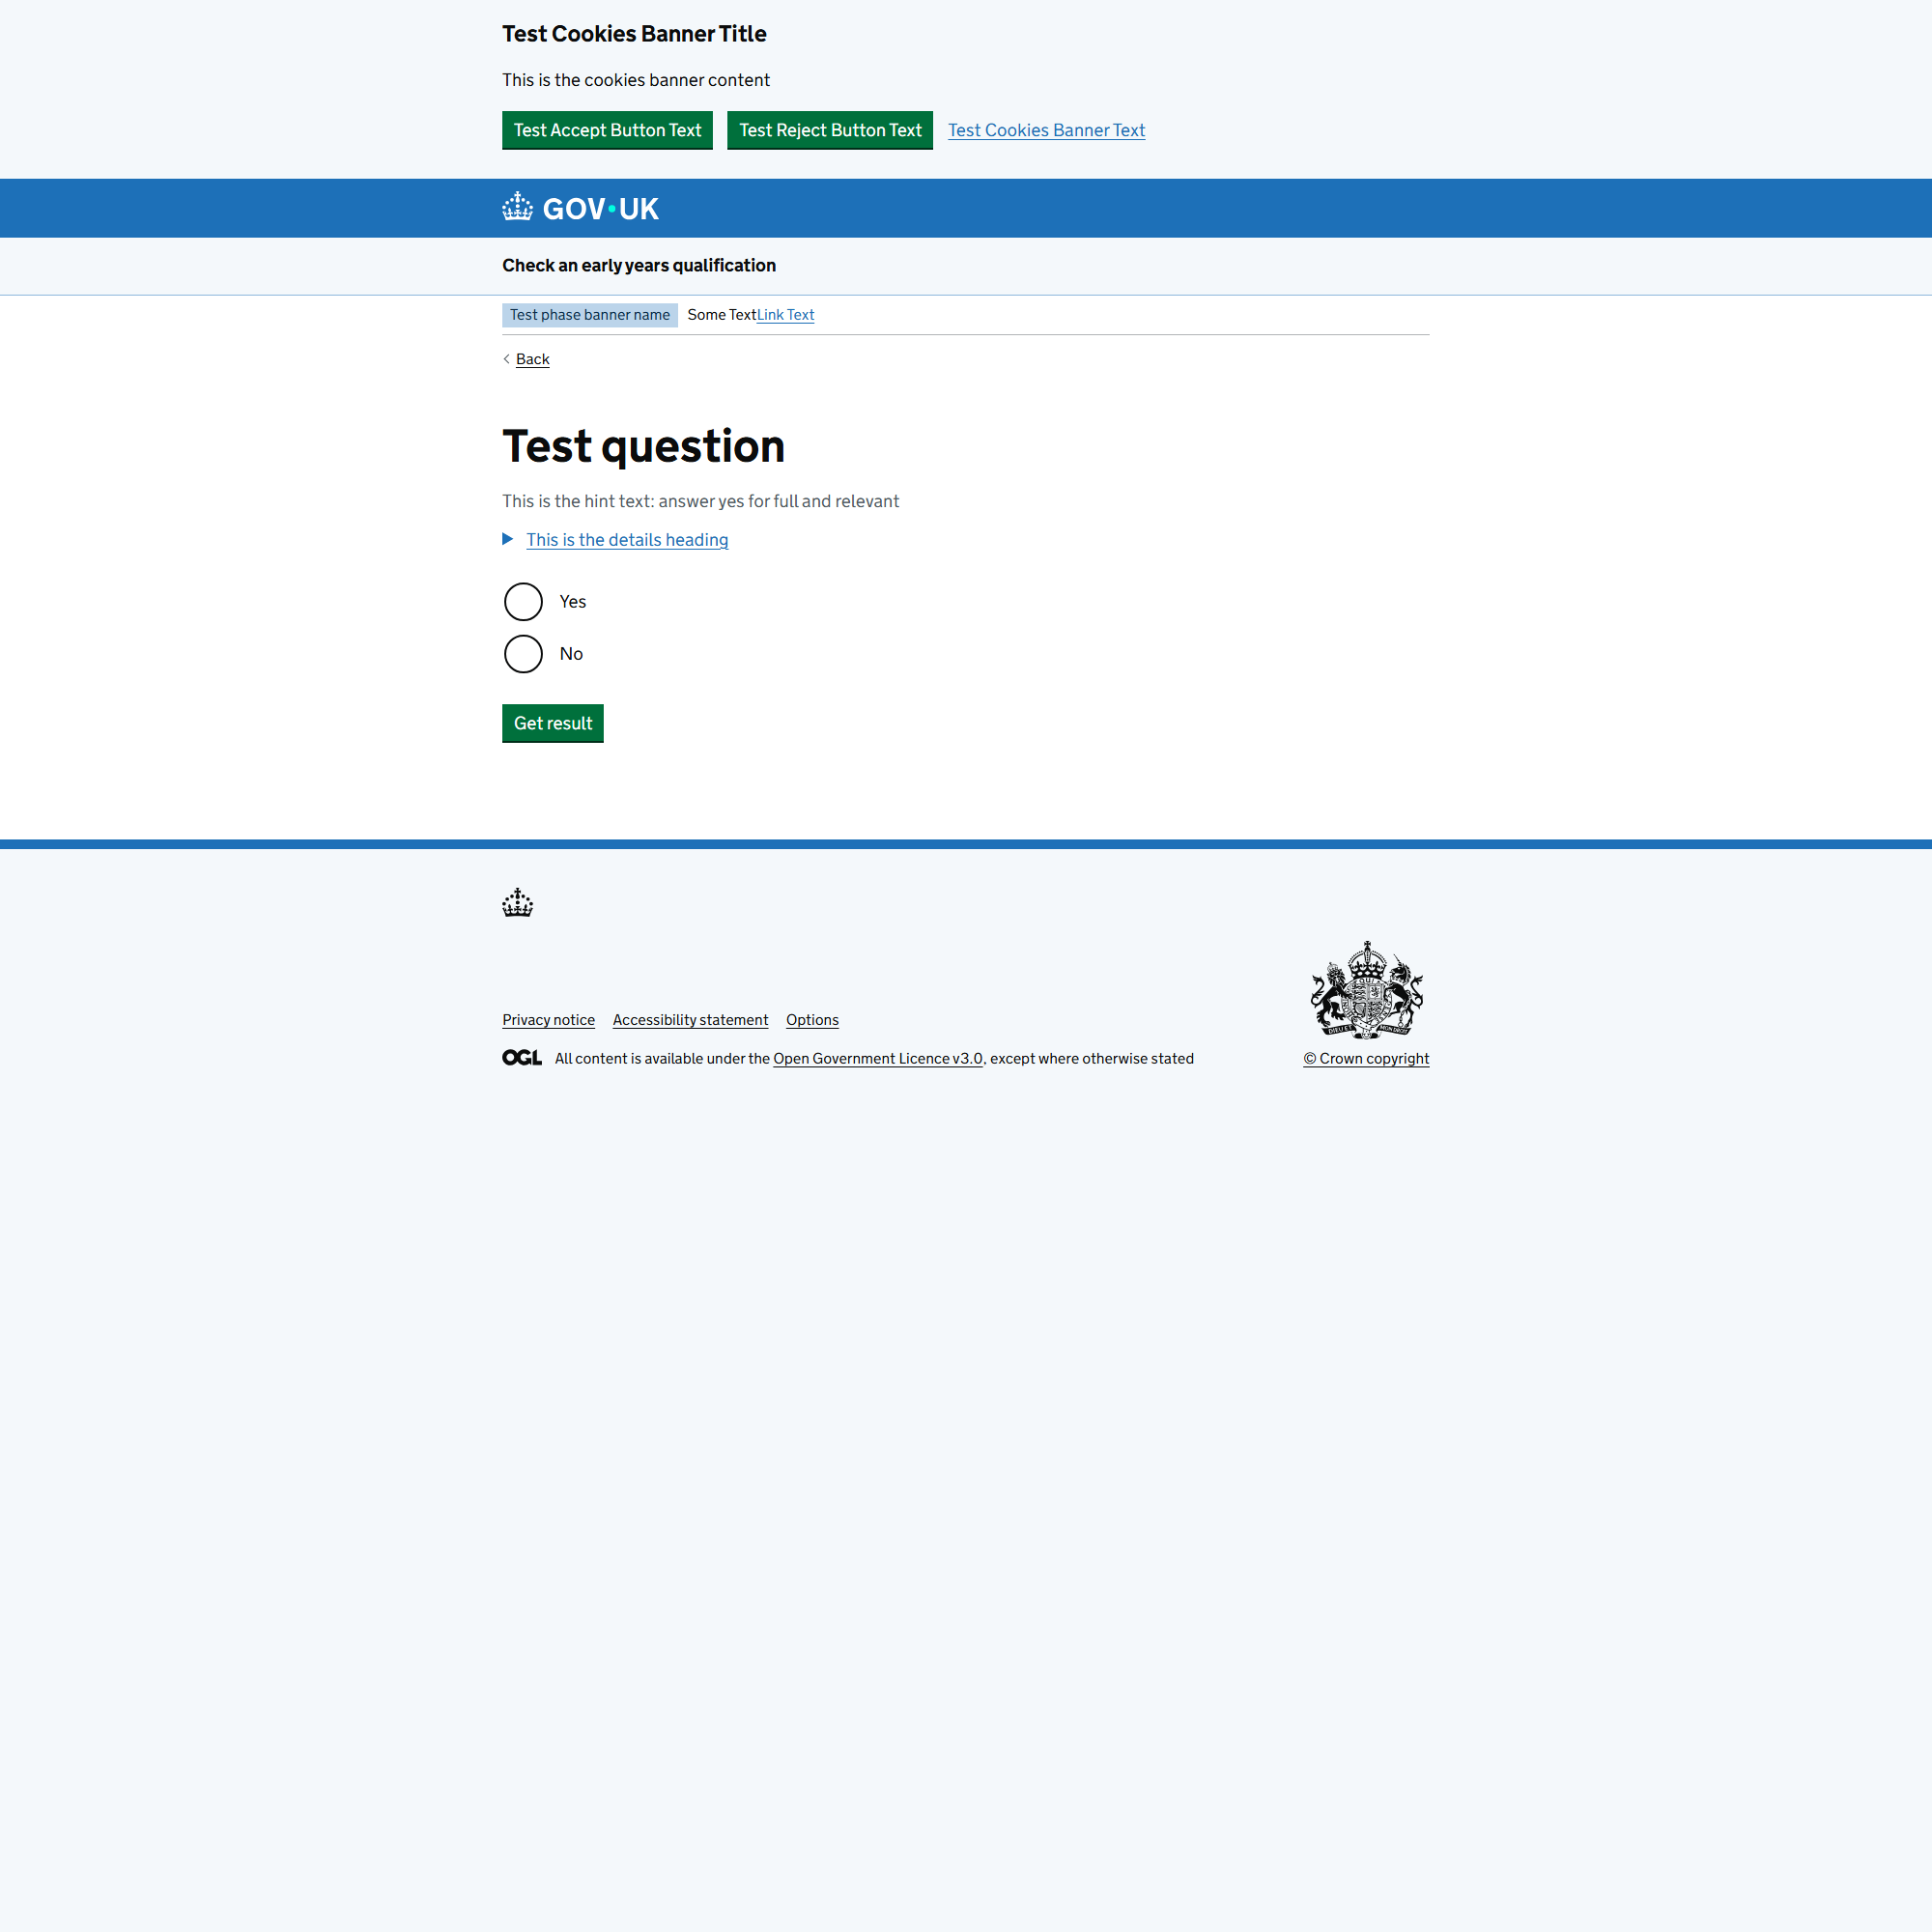 Test Cookies Banner Title
This is the cookies banner content
Test Accept Button Text Test Reject Button Text Test Cookies Banner Text
GOV·UK
Check an early years qualification
Test phase banner name Some TextLink Text
Back
Test question
This is the hint text: answer yes for full and relevant
This is the details heading
Yes
No
Get result
DIEU ET MON DROIT
Privacy notice Accessibility statement Options
OGL All content is available under the Open Government Licence v3.0, except where otherwise stated
© Crown copyright